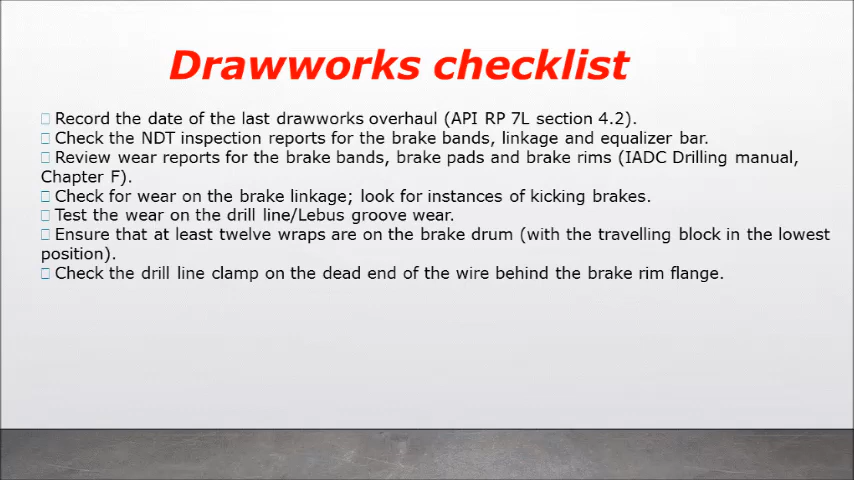 Drawworks checklist
Record the date of the last drawworks overhaul (API RP 7L section 4.2).
Check the NDT inspection reports for the brake bands, linkage and equalizer bar.
Review wear reports for the brake bands, brake pads and brake rims (IADC Drilling manual,
Chapter F).
Check for wear on the brake linkage; look for instances of kicking brakes.
Test the wear on the drill line/Lebus groove wear.
Ensure that at least twelve wraps are on the brake drum (with the travelling block in the lowest
position).
Check the drill line clamp on the dead end of the wire behind the brake rim flange.